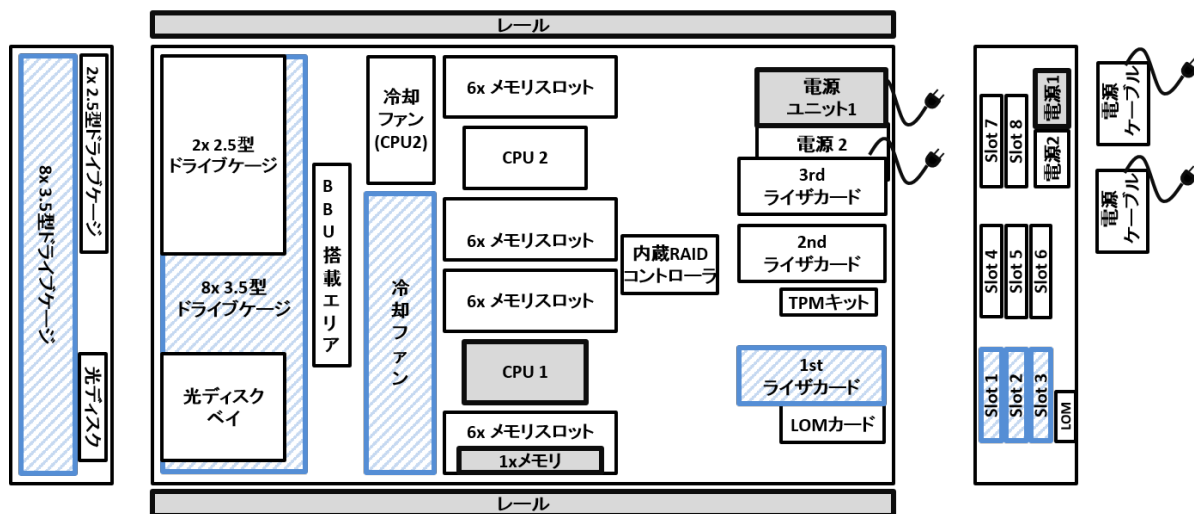 レール
8x 3.5型ドライブケージ
2x 2.5型ドライブケージ
光ディスク
2x 2.5型
ドライブケージ
8x 3.5型
ドライブケージ
光ディスク
ベイ
BBU搭載エリア
冷却
ファン
(CPU2)
冷却ファン
6x メモリスロット
CPU 2
6x メモリスロット
6x メモリスロット
CPU 1
6x メモリスロット
1xメモリ
内蔵RAID
コントローラ
電源
ユニット1
電源 2
3rd
ライザカード
2nd
ライザカード
TPMキット
1st
ライザカード
LOMカード
レール
Slot 7
Slot 8
電源1
電源2
Slot 4
Slot 5
Slot 6
Slot 1
Slot 2
Slot 3
LOM
電源
ケーブル
電源
ケーブル